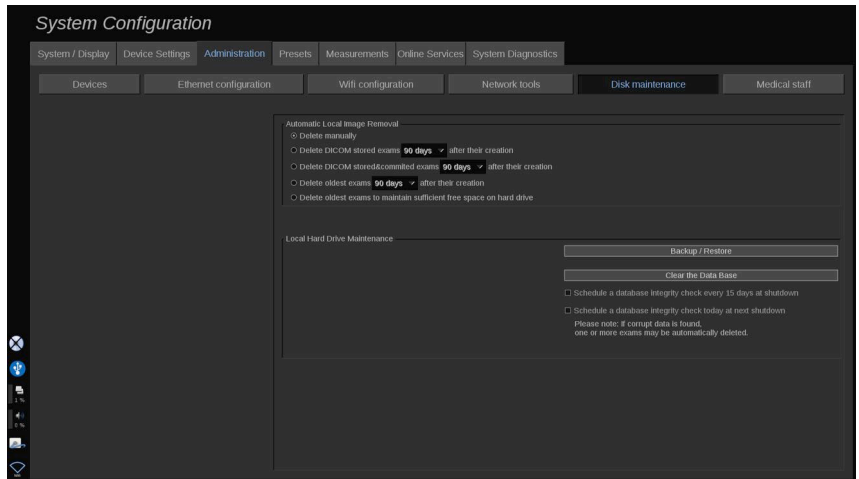 System Configuration
System / Display Device Settings Administration Presets Measurements Online Services System Diagnostics
Devices Ethernet configuration Wifi configuration Network tools Disk maintenance Medical staff
Automatic Local Image Removal
Delete manually
Delete DICOM stored exams 90 days after their creation
Delete DICOM stored&commited exams 90 days after their creation
Delete oldest exams 90 days after their creation
Delete oldest exams to maintain sufficient free space on hard drive
Local Hard Drive Maintenance
Backup / Restore
Clear the Data Base
Schedule a database integrity check every 15 days at shutdown
Schedule a database integrity check today at next shutdown
Please note: If corrupt data is found,
one or more exams may be automatically deleted.
1 %
0 %